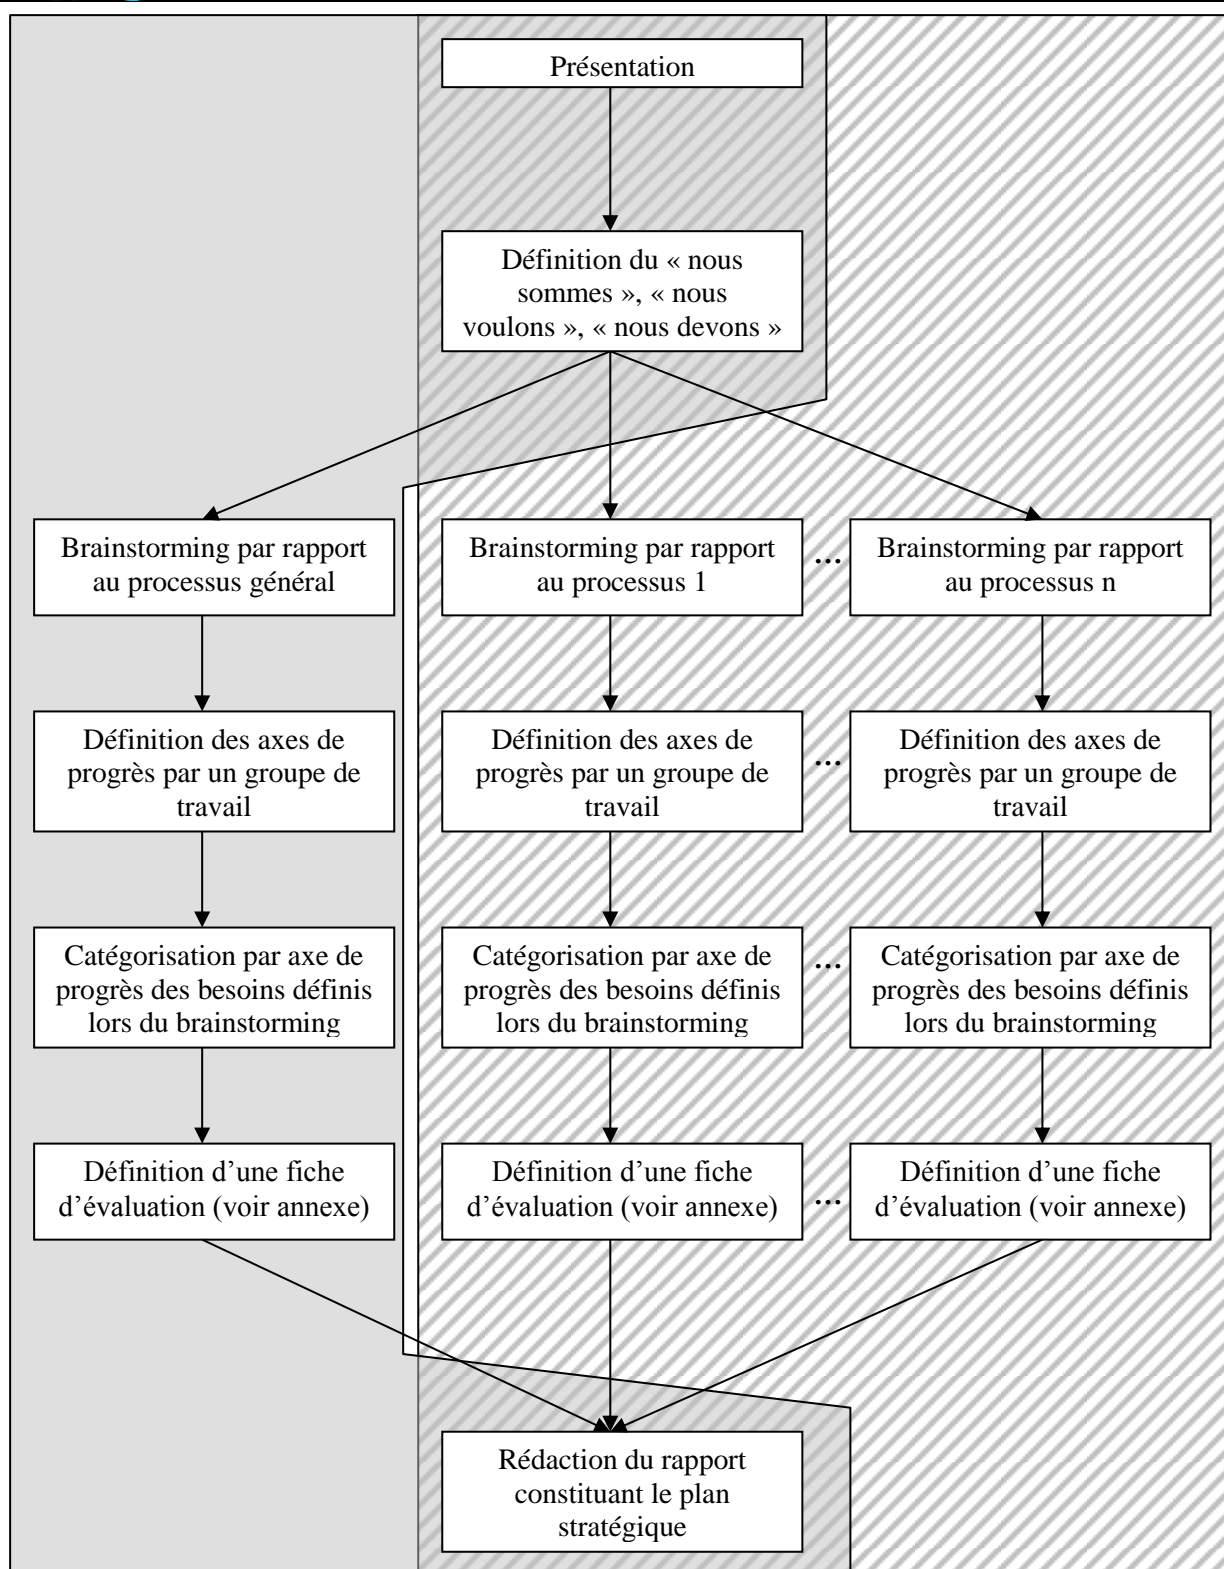 Présentation
Définition du « nous
sommes », « nous
voulons », « nous devons »
Brainstorming par rapport
au processus général
Brainstorming par rapport
au processus 1
...
Brainstorming par rapport
au processus n
Définition des axes de
progrès par un groupe de
travail
Définition des axes de
progrès par un groupe de
travail
...
Définition des axes de
progrès par un groupe de
travail
Catégorisation par axe de
progrès des besoins définis
lors du brainstorming
Catégorisation par axe de
progrès des besoins définis
lors du brainstorming
...
Catégorisation par axe de
progrès des besoins définis
lors du brainstorming
Définition d’une fiche
d’évaluation (voir annexe)
Définition d’une fiche
d’évaluation (voir annexe)
...
Définition d’une fiche
d’évaluation (voir annexe)
Rédaction du rapport
constituant le plan
stratégique